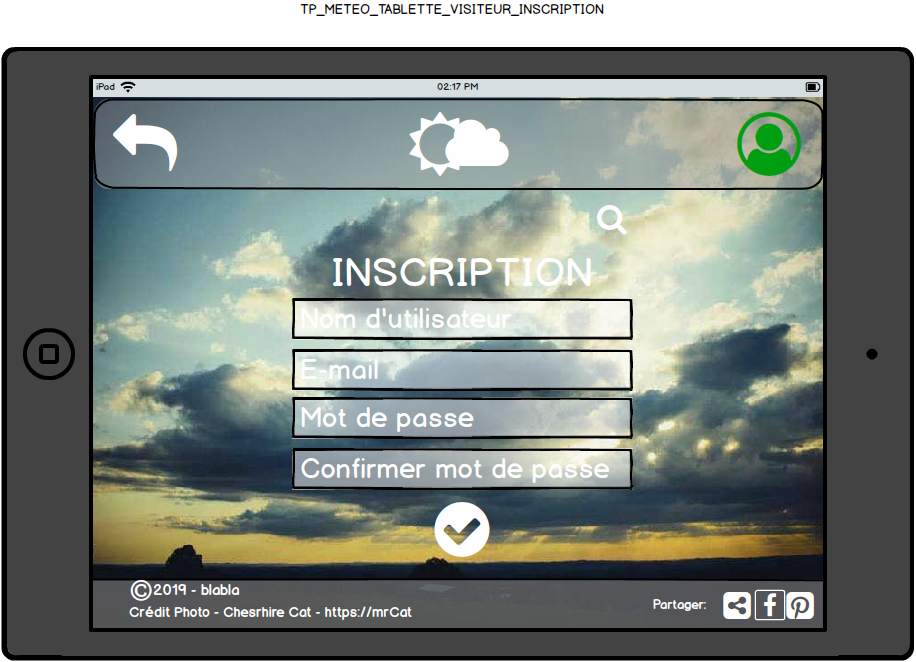 TP_METEO_TABLETTE_VISITEUR_INSCRIPTION
iPad 02:17 PM
INSCRIPTION
Nom d'utilisateur
E-mail
Mot de passe
Confirmer mot de passe
©2019 - blabla
Crédit Photo - Chesrhire Cat - https://mrCat
Partager: